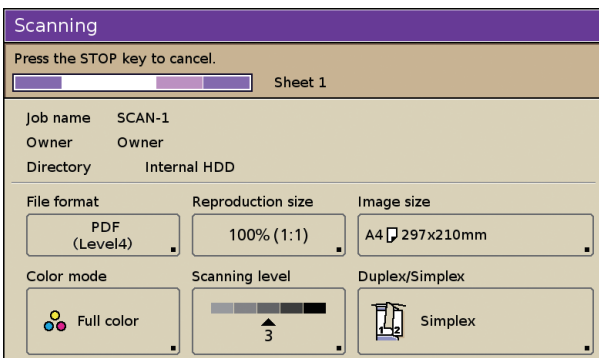 Scanning
Press the STOP key to cancel.
Sheet 1
Job name SCAN-1
Owner Owner
Directory Internal HDD
File format Reproduction size Image size
PDF
(Level4)
100% (1:1)
A4 297x210mm
Color mode Scanning level Duplex/Simplex
Full color
3
1 2
Simplex